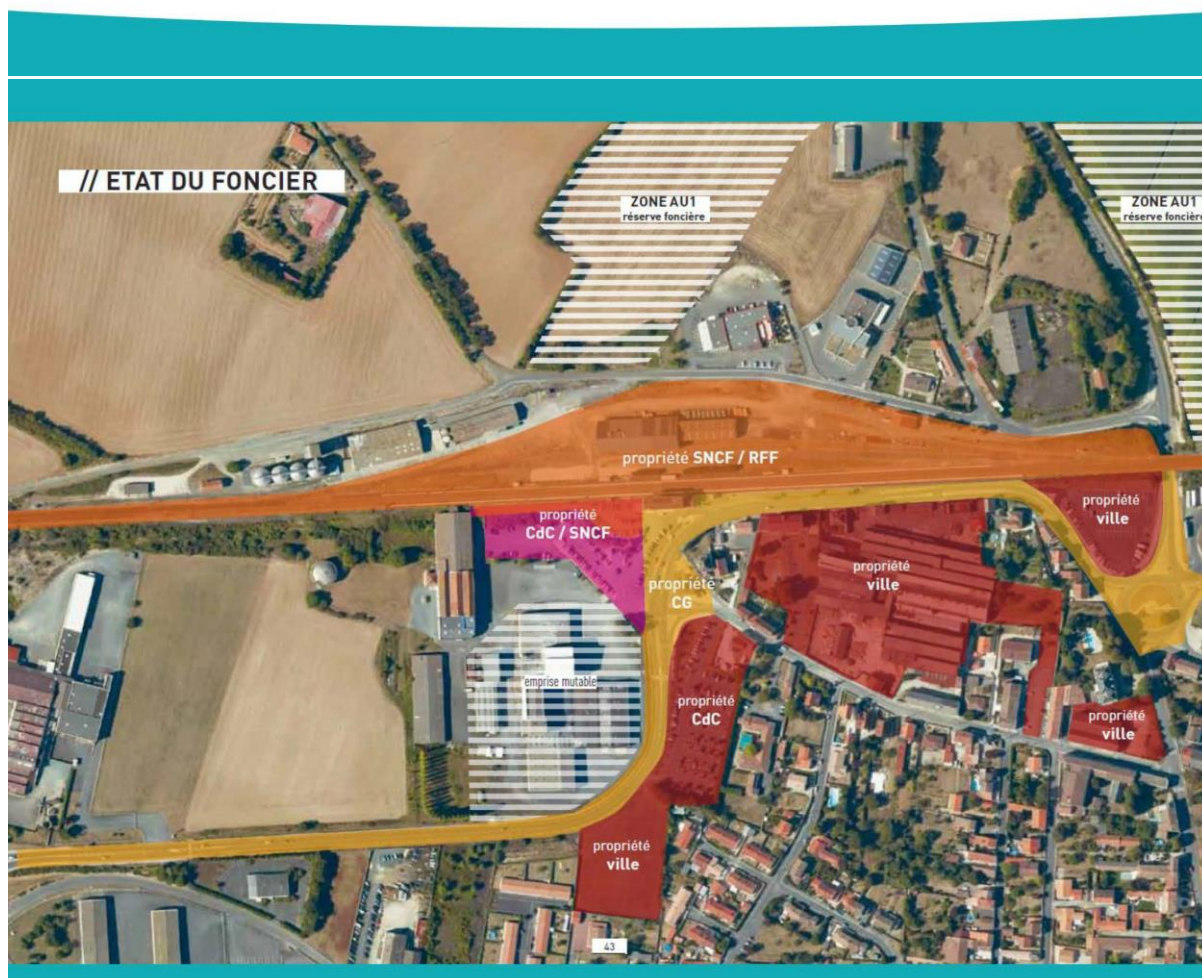 // ETAT DU FONCIER
ZONE AU1
réserve foncière
ZONE AU1
réserve foncière
propriété SNCF / RFF
propriété
CdC / SNCF
propriété
ville
propriété
ville
propriété
CG
emprise mutable
propriété
CdC
propriété
ville
propriété
ville
43